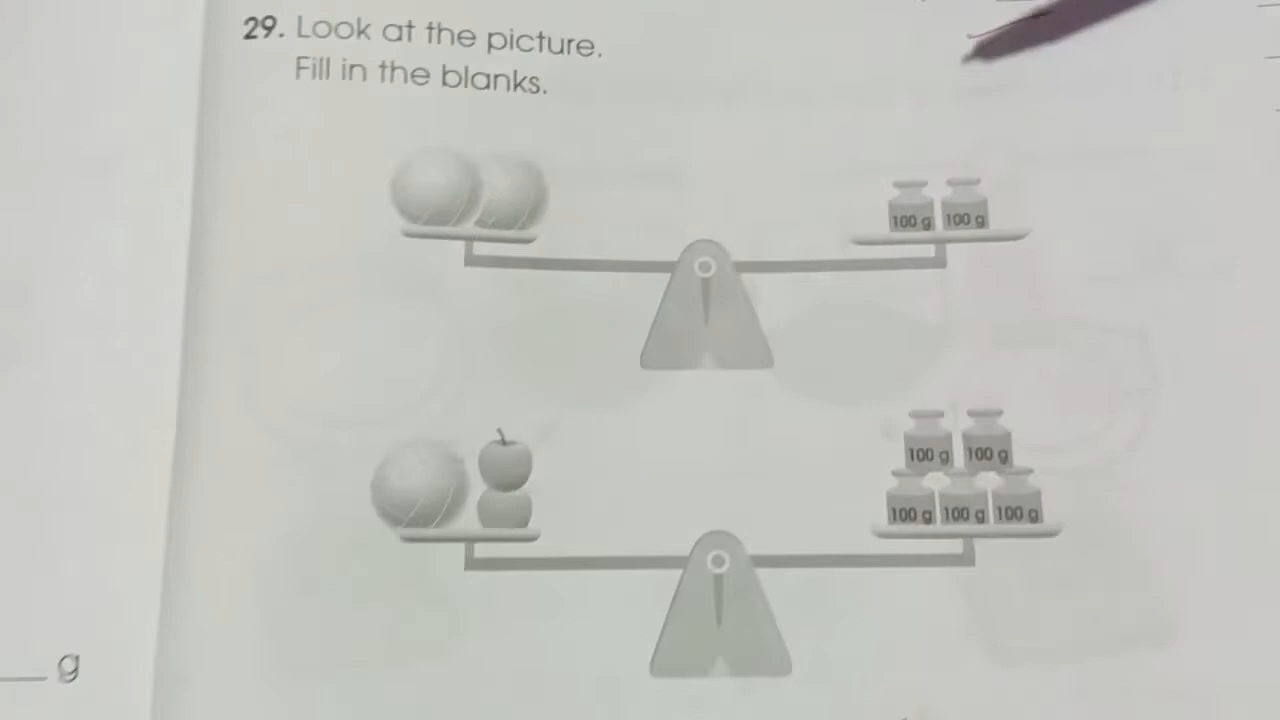 29. Look at the picture.
Fill in the blanks.
100 g 100 g
100 g 100 g
100 g 100 g 100 g
g